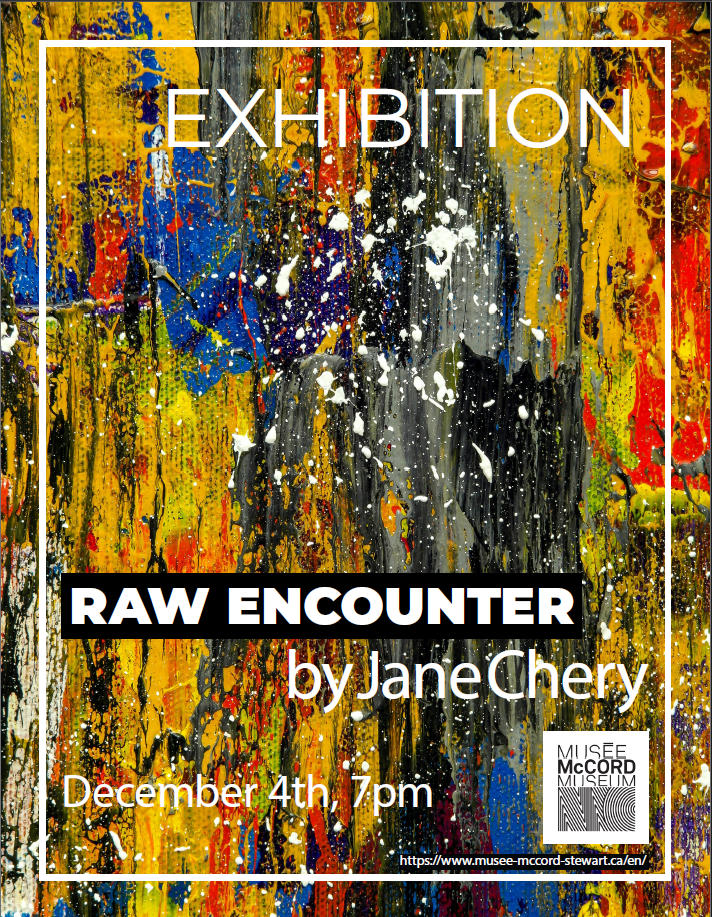 EXHIBITION
RAW ENCOUNTER
by Jane Chery
MUSÉE
McCORD
MUSEUM
December 4th, 7pm
https://www.musee-mccord-stewart.ca/en/